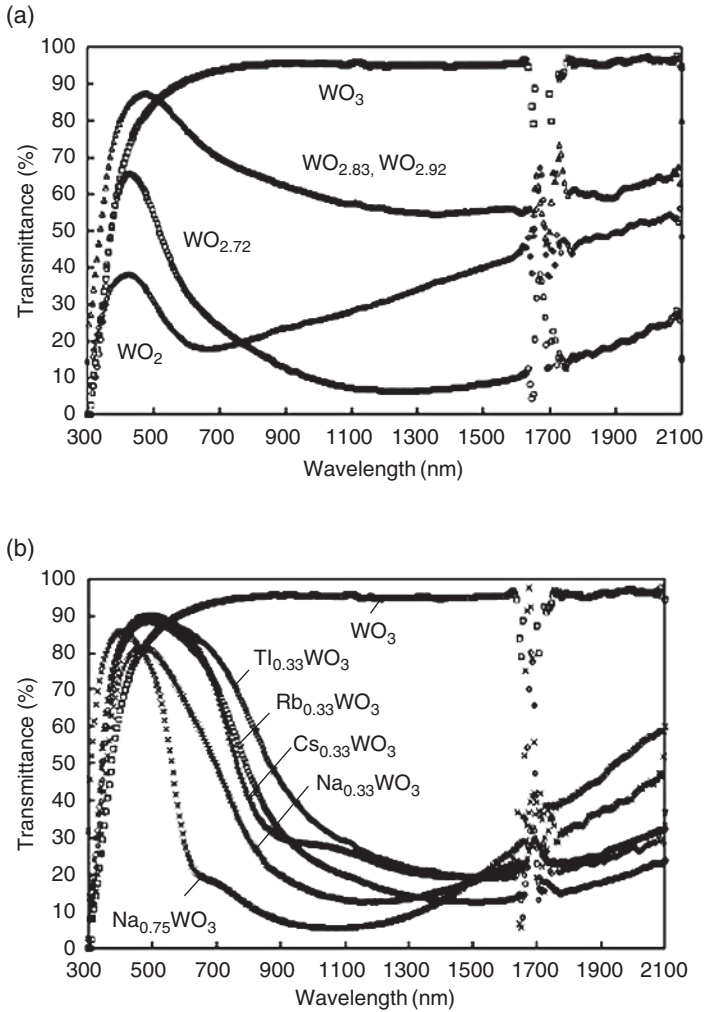 (a)
100
90
80
70
60
50
40
30
20
10
0
Transmittance (%)
WO3
WO2.83, WO2.92
WO2.72
WO2
300 500 700 900 1100 1300 1500 1700 1900 2100
Wavelength (nm)
(b)
100
90
80
70
60
50
40
30
20
10
0
Transmittance (%)
WO3
Tl0.33WO3
Rb0.33WO3
Cs0.33WO3
Na0.33WO3
Na0.75WO3
300 500 700 900 1100 1300 1500 1700 1900 2100
Wavelength (nm)